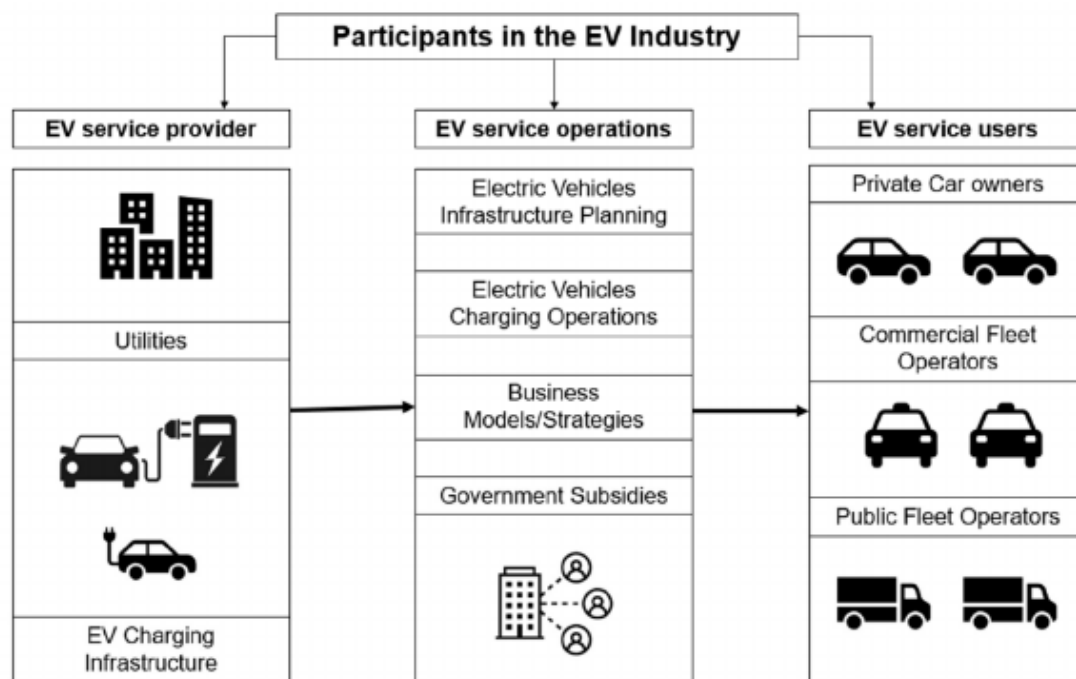 Participants in the EV Industry
EV service provider
EV service operations
EV service users
Utilities
EV Charging
Infrastructure
Electric Vehicles
Infrastructure Planning
Electric Vehicles
Charging Operations
Business
Models/Strategies
Government Subsidies
Private Car owners
Commercial Fleet
Operators
Public Fleet Operators